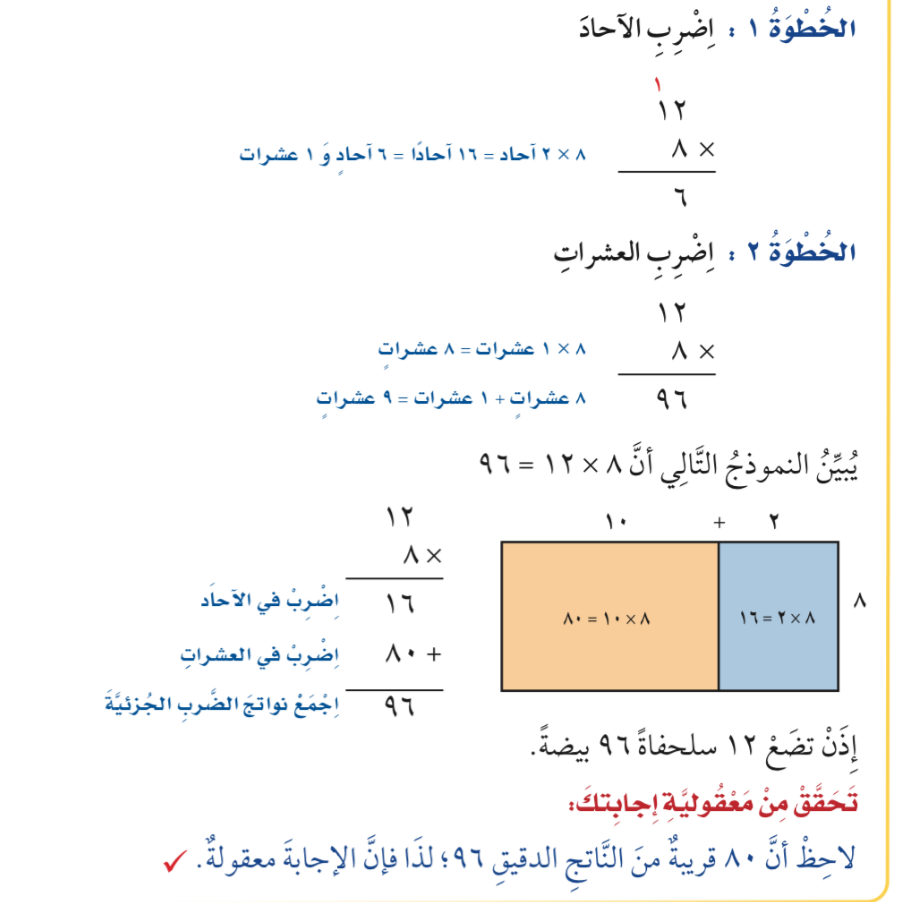 الخُطْوَةُ ١ : اِضْرِبِ الآحادَ
١
١٢
٨ ×
٦
٨ × ٢ آحاد = ١٦ آحادًا = ٦ آحادٍ وَ ١ عشرات
الخُطْوَةُ ٢ : اِضْرِبِ العشراتِ
١٢
٨ ×
٩٦
٨ × ١ عشرات = ٨ عشراتٍ
٨ عشراتٍ + ١ عشرات = ٩ عشراتٍ
يُبيِّنُ النموذجُ التَّالِي أنَّ ٨ × ١٢ = ٩٦
٢ + ١٠
٨
٨ × ٢ = ١٦
٨ × ١٠ = ٨٠
١٢
٨ ×
١٦ اِضْرِبْ في الآحاَد
٨٠ + اِضْرِبْ في العشراتِ
٩٦ اِجْمَعْ نواتجَ الضَّربِ الجُزئيَّةَ
إِذَنْ تضَعْ ١٢ سلحفاةً ٩٦ بيضةً.
تَحَقَّقْ مِنْ مَعْقُوليَّةِ إجابتكَ:
لاحِظْ أنَّ ٨٠ قريبةٌ منَ النَّاتجِ الدقيقِ ٩٦؛ لذَا فإنَّ الإجابةَ معقولةٌ. ✓